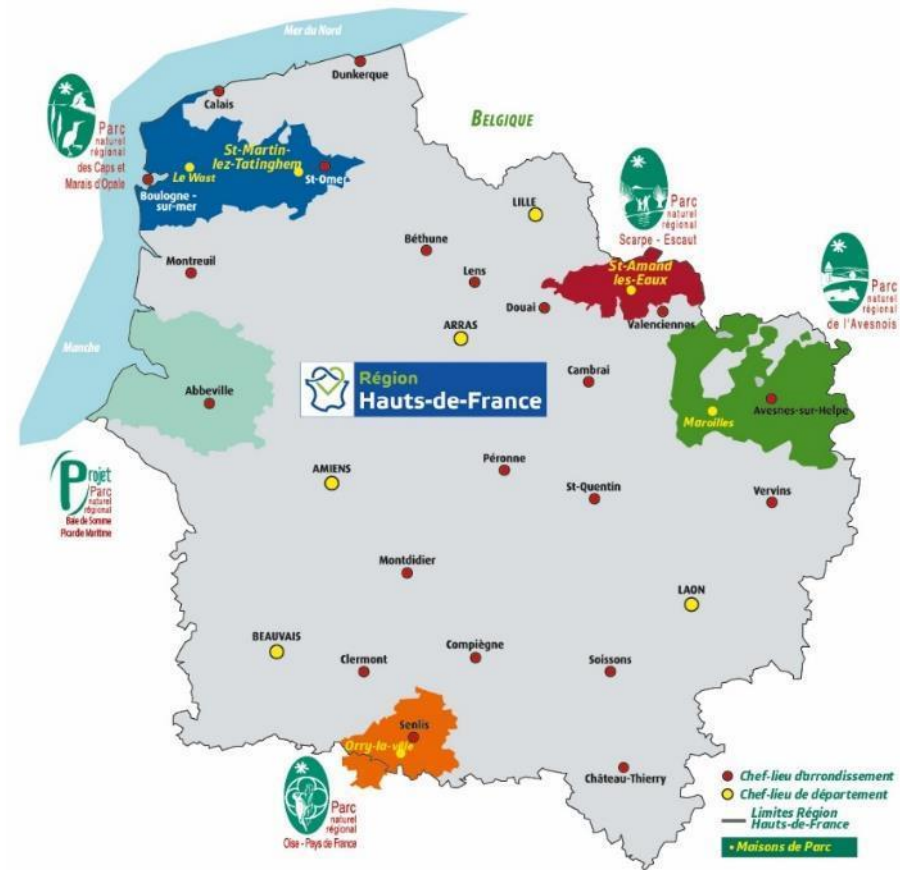 Mer du Nord
Dunkerque
Calais
BELGIQUE
Parc
naturel
régional
des Caps et
Marais d'Opale
St-Martin-
lez-Tatinghem
Le Wast
St-Omer
Boulogne -
sur-mer
LILLE
Parc
naturel
régional
Scarpe - Escaut
Béthune
Montreuil
Lens
St-Amand
les-Eaux
Parc
naturel
régional
de l'Avesnois
Douai
Valenciennes
ARRAS
Manche
Région
Hauts-de-France
Cambrai
Abbeville
Avesnes-sur-Helpe
Maroilles
Projet
Parc
naturel
régional
Baie de Somme
Picardie Maritime
AMIENS
Péronne
St-Quentin
Vervins
Montdidier
LAON
BEAUVAIS
Clermont
Compiègne
Soissons
Senlis
Orry-la-ville
Château-Thierry
Parc
naturel
régional
Oise - Pays de France
Chef-lieu d'arrondissement
Chef-lieu de département
Limites Région
Hauts-de-France
• Maisons de Parc